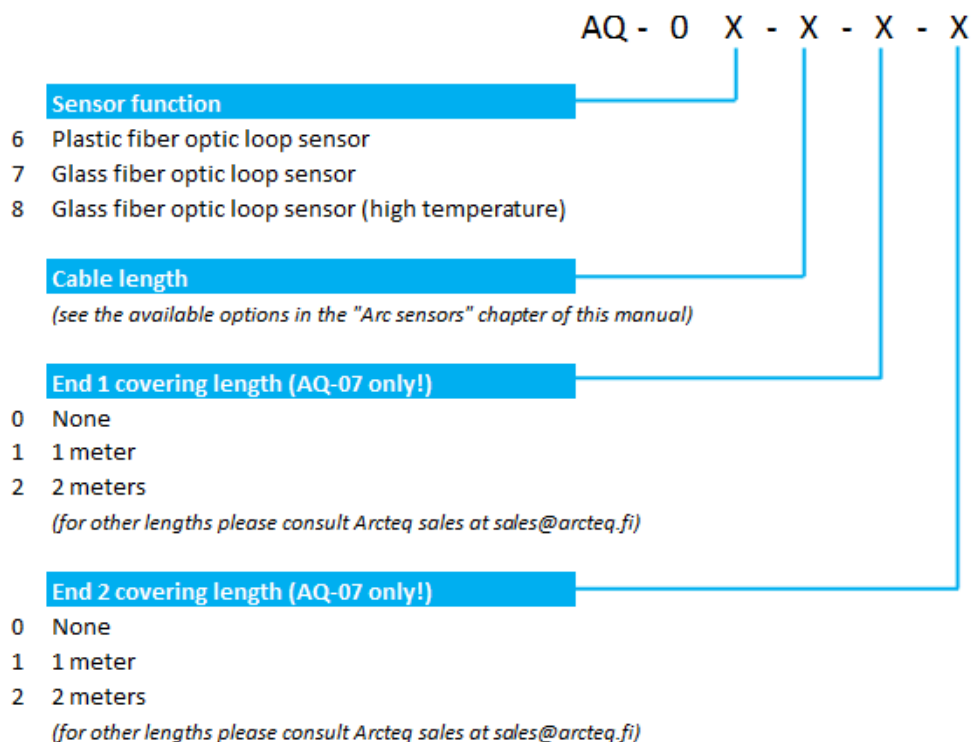 AQ - 0 X - X - X - X
Sensor function
6 Plastic fiber optic loop sensor
7 Glass fiber optic loop sensor
8 Glass fiber optic loop sensor (high temperature)
Cable length
(see the available options in the "Arc sensors" chapter of this manual)
End 1 covering length (AQ-07 only!)
0 None
1 1 meter
2 2 meters
(for other lengths please consult Arcteq sales at sales@arcteq.fi)
End 2 covering length (AQ-07 only!)
0 None
1 1 meter
2 2 meters
(for other lengths please consult Arcteq sales at sales@arcteq.fi)